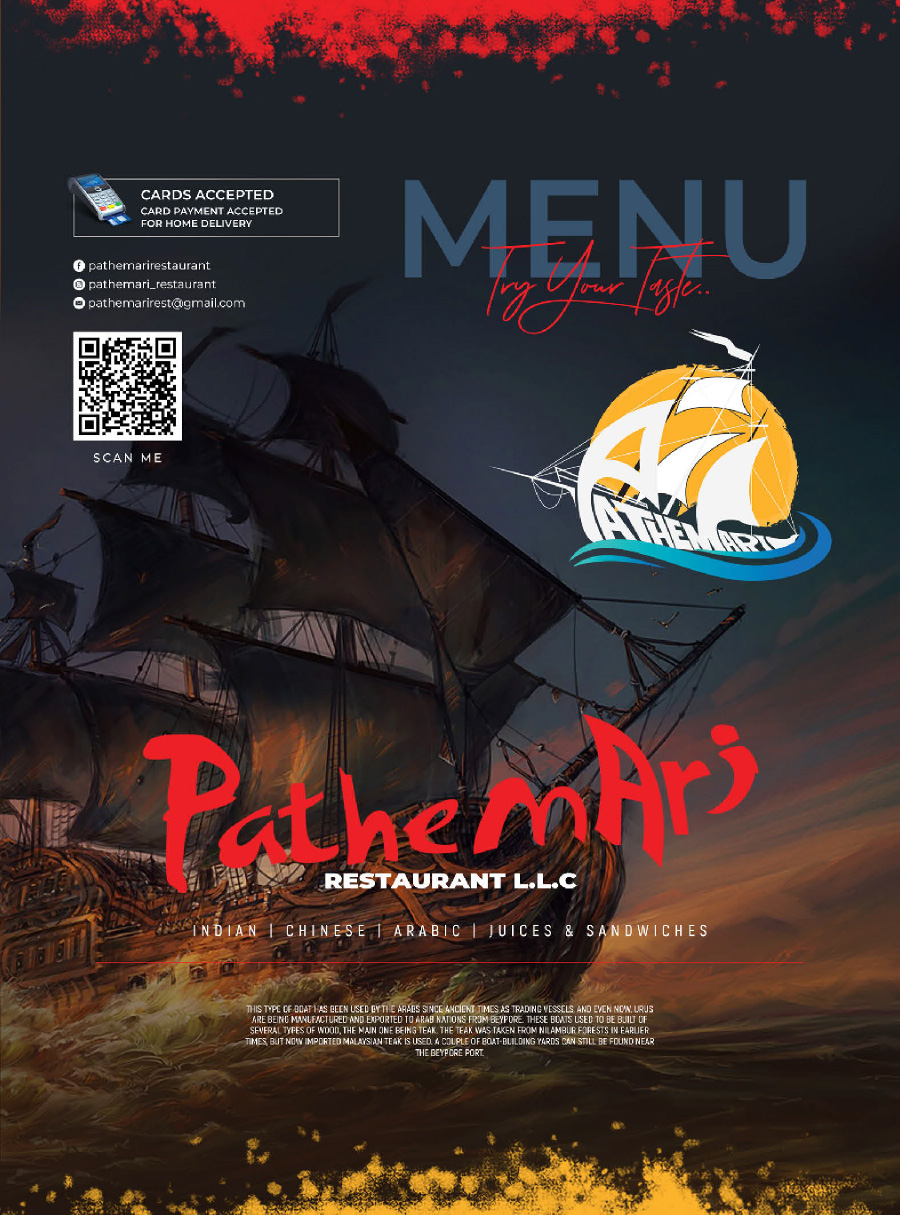 CARDS ACCEPTED
CARD PAYMENT ACCEPTED
FOR HOME DELIVERY
pathemarirestaurant
pathemari_restaurant
pathemarirest@gmail.com
SCAN ME
MENU
Try Your Taste..
PATHEMARI
PathemAri
RESTAURANT L.L.C
INDIAN | CHINESE | ARABIC | JUICES & SANDWICHES
THIS TYPE OF BOAT HAS BEEN USED BY THE ARABS SINCE ANCIENT TIMES AS TRADING VESSELS, AND EVEN NOW, URUS
ARE BEING MANUFACTURED AND EXPORTED TO ARAB NATIONS FROM BEYPORE. THESE BOATS USED TO BE BUILT OF
SEVERAL TYPES OF WOOD, THE MAIN ONE BEING TEAK. THE TEAK WAS TAKEN FROM NILAMBUR FORESTS IN EARLIER
TIMES, BUT NOW IMPORTED MALAYSIAN TEAK IS USED. A COUPLE OF BOAT-BUILDING YARDS CAN STILL BE FOUND NEAR
THE BEYPORE PORT.